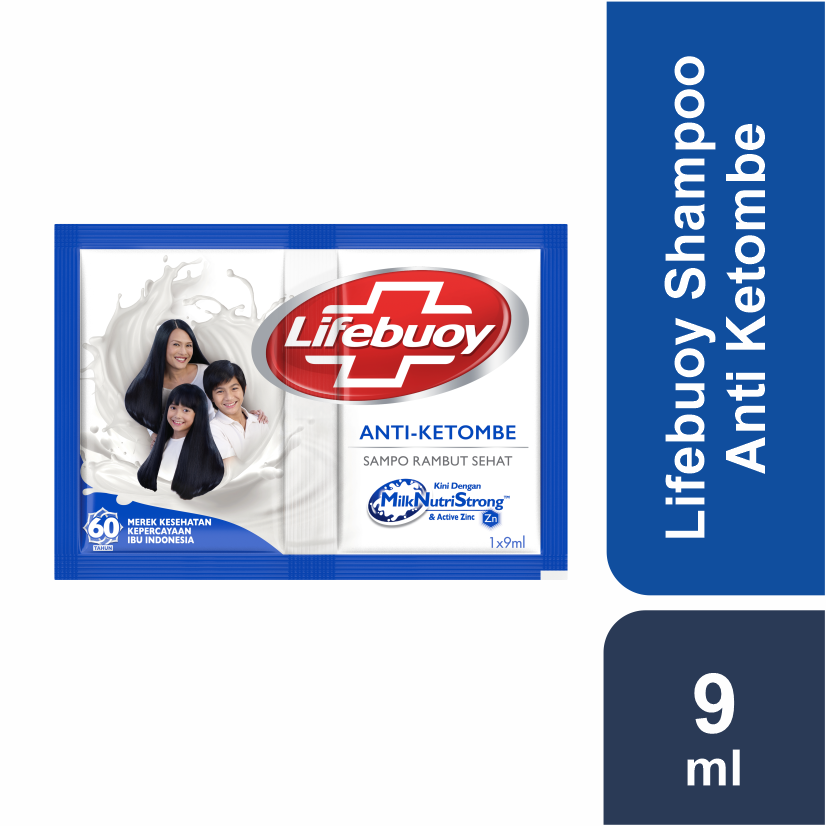 Lifebuoy
ANTI-KETOMBE
SAMPO RAMBUT SEHAT
Kini Dengan
MilkNutriStrong™
& Active Zinc Zn
1x9ml
60
TAHUN
MEREK KESEHATAN
KEPERCAYAAN
IBU INDONESIA
Lifebuoy Shampoo
Anti Ketombe
9
ml